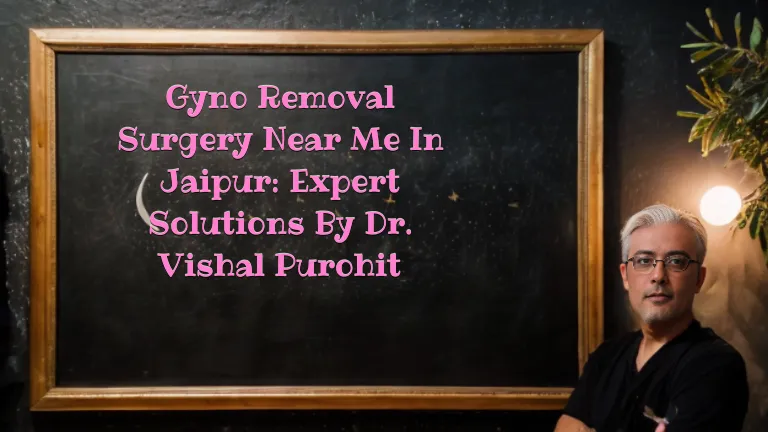 Gyno Removal
Surgery Near Me In
Jaipur: Expert
Solutions By Dr.
Vishal Purohit